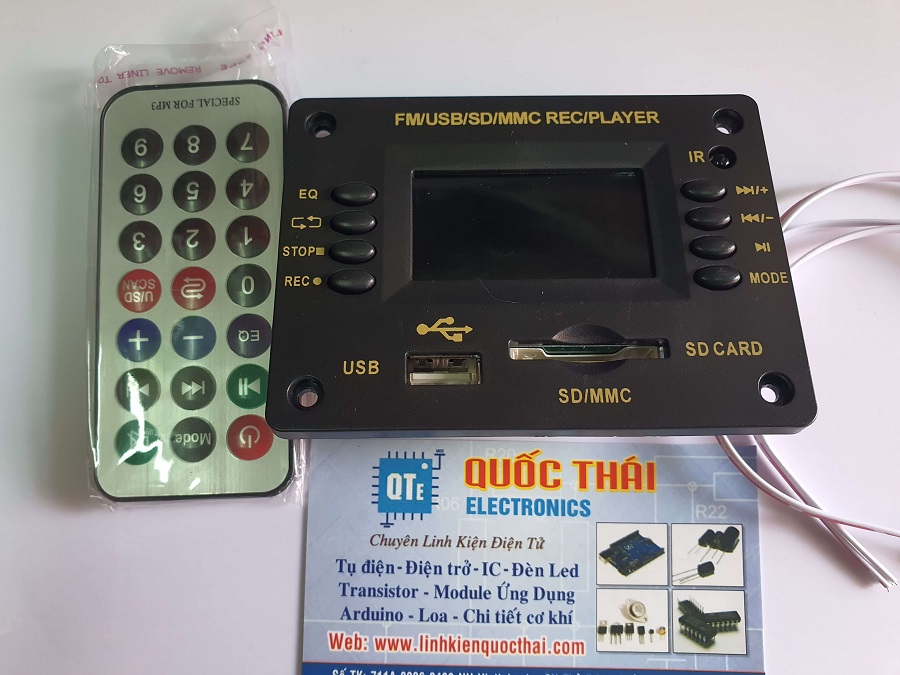 REMOVE LINER TO
SPECIAL FOR MP3
7 8 9
4 5 6
1 2 3
0
U/SD SCAN
EQ − +
Mode
FM/USB/SD/MMC REC/PLAYER
IR
EQ
STOP
REC
/+
/−
MODE
USB
SD CARD
SD/MMC
QTE
QUỐC THÁI
ELECTRONICS
Chuyên Linh Kiện Điện Tử
Tụ điện - Điện trở - IC - Đèn Led
Transistor - Module Ứng Dụng
Arduino - Loa - Chi tiết cơ khí
Web: www.linhkienquocthai.com
R20
R22